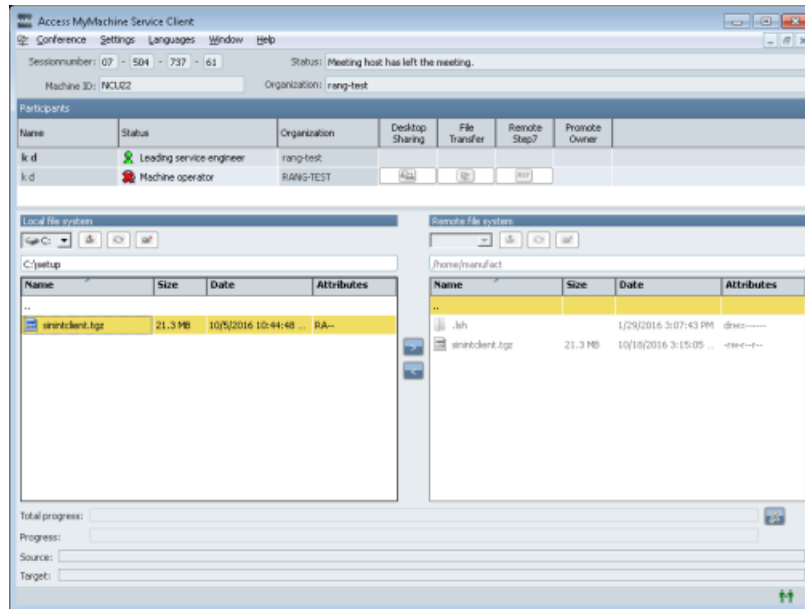 Access MyMachine Service Client
Conference Settings Languages Window Help
Sessionnumber: 07 - 504 - 737 - 61 Status: Meeting host has left the meeting.
Machine ID: NCU22 Organization: rang-test
Participants
Name Status Organization Desktop Sharing File Transfer Remote Step7 Promote Owner
k d Leading service engineer rang-test
k d Machine operator RANG-TEST
Local file system Remote file system
C:
C:\setup /home/manufact
Name Size Date Attributes Name Size Date Attributes
.. ..
sinintclient.tgz 21.3 MB 10/5/2016 10:44:48 ... RA-- 1/29/2016 3:07:43 PM
sinintclient.tgz 21.3 MB 10/18/2016 3:15:05 ... -rw-r--r--
> 
<
Total progress:
Progress:
Source:
Target: